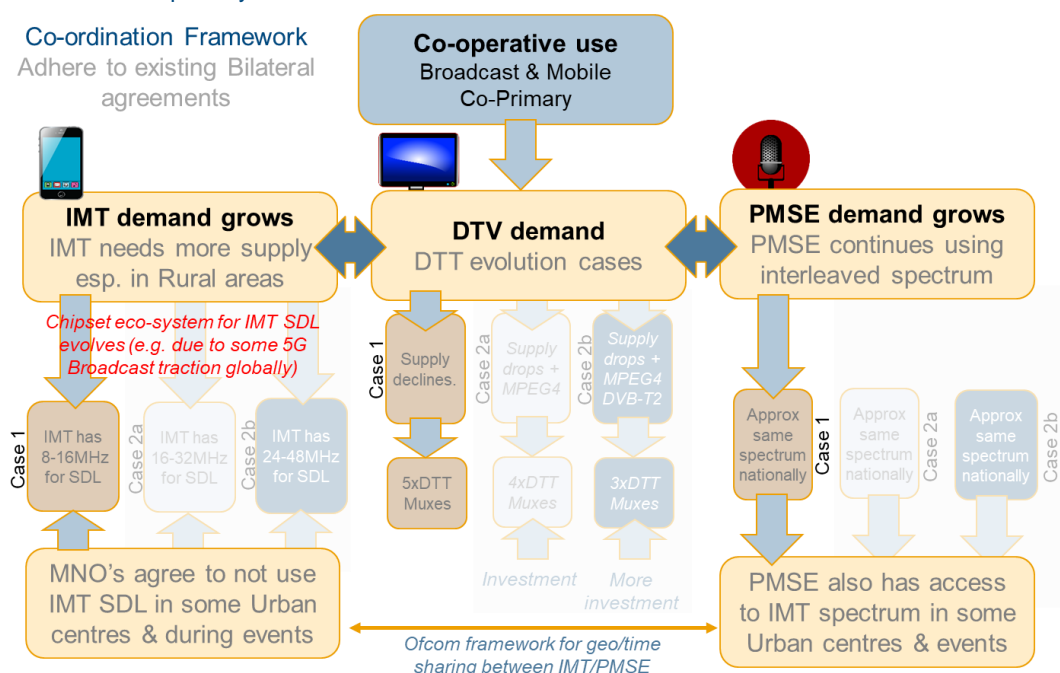 Co-ordination Framework
Adhere to existing Bilateral
agreements
Co-operative use
Broadcast & Mobile
Co-Primary
IMT demand grows
IMT needs more supply
esp. in Rural areas
DTV demand
DTT evolution cases
PMSE demand grows
PMSE continues using
interleaved spectrum
Chipset eco-system for IMT SDL
evolves (e.g. due to some 5G
Broadcast traction globally)
Case 1
IMT has
8-16MHz
for SDL
Case 2a
IMT has
16-32MHz
for SDL
Case 2b
IMT has
24-48MHz
for SDL
Case 1
Supply
declines.
Case 2a
Supply
drops +
MPEG4
Case 2b
Supply
drops +
MPEG4
DVB-T2
5xDTT
Muxes
4xDTT
Muxes
3xDTT
Muxes
Investment
More
investment
Approx
same
spectrum
nationally
Case 1
Approx
same
spectrum
nationally
Case 2a
Approx
same
spectrum
nationally
Case 2b
MNO's agree to not use
IMT SDL in some Urban
centres & during events
Ofcom framework for geo/time
sharing between IMT/PMSE
PMSE also has access
to IMT spectrum in some
Urban centres & events